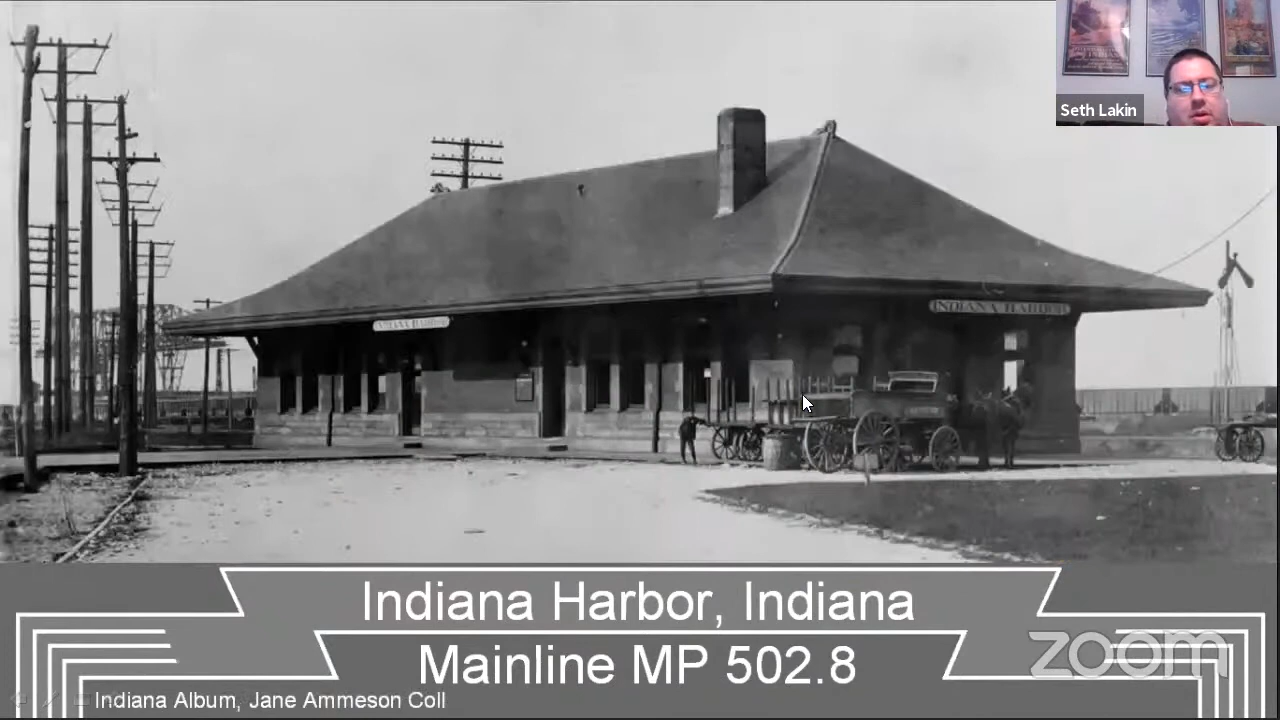 Seth Lakin
INDIANA HARBOR
INDIANA HARBOR
Indiana Harbor, Indiana
Mainline MP 502.8
zoom
Indiana Album, Jane Ammeson Coll